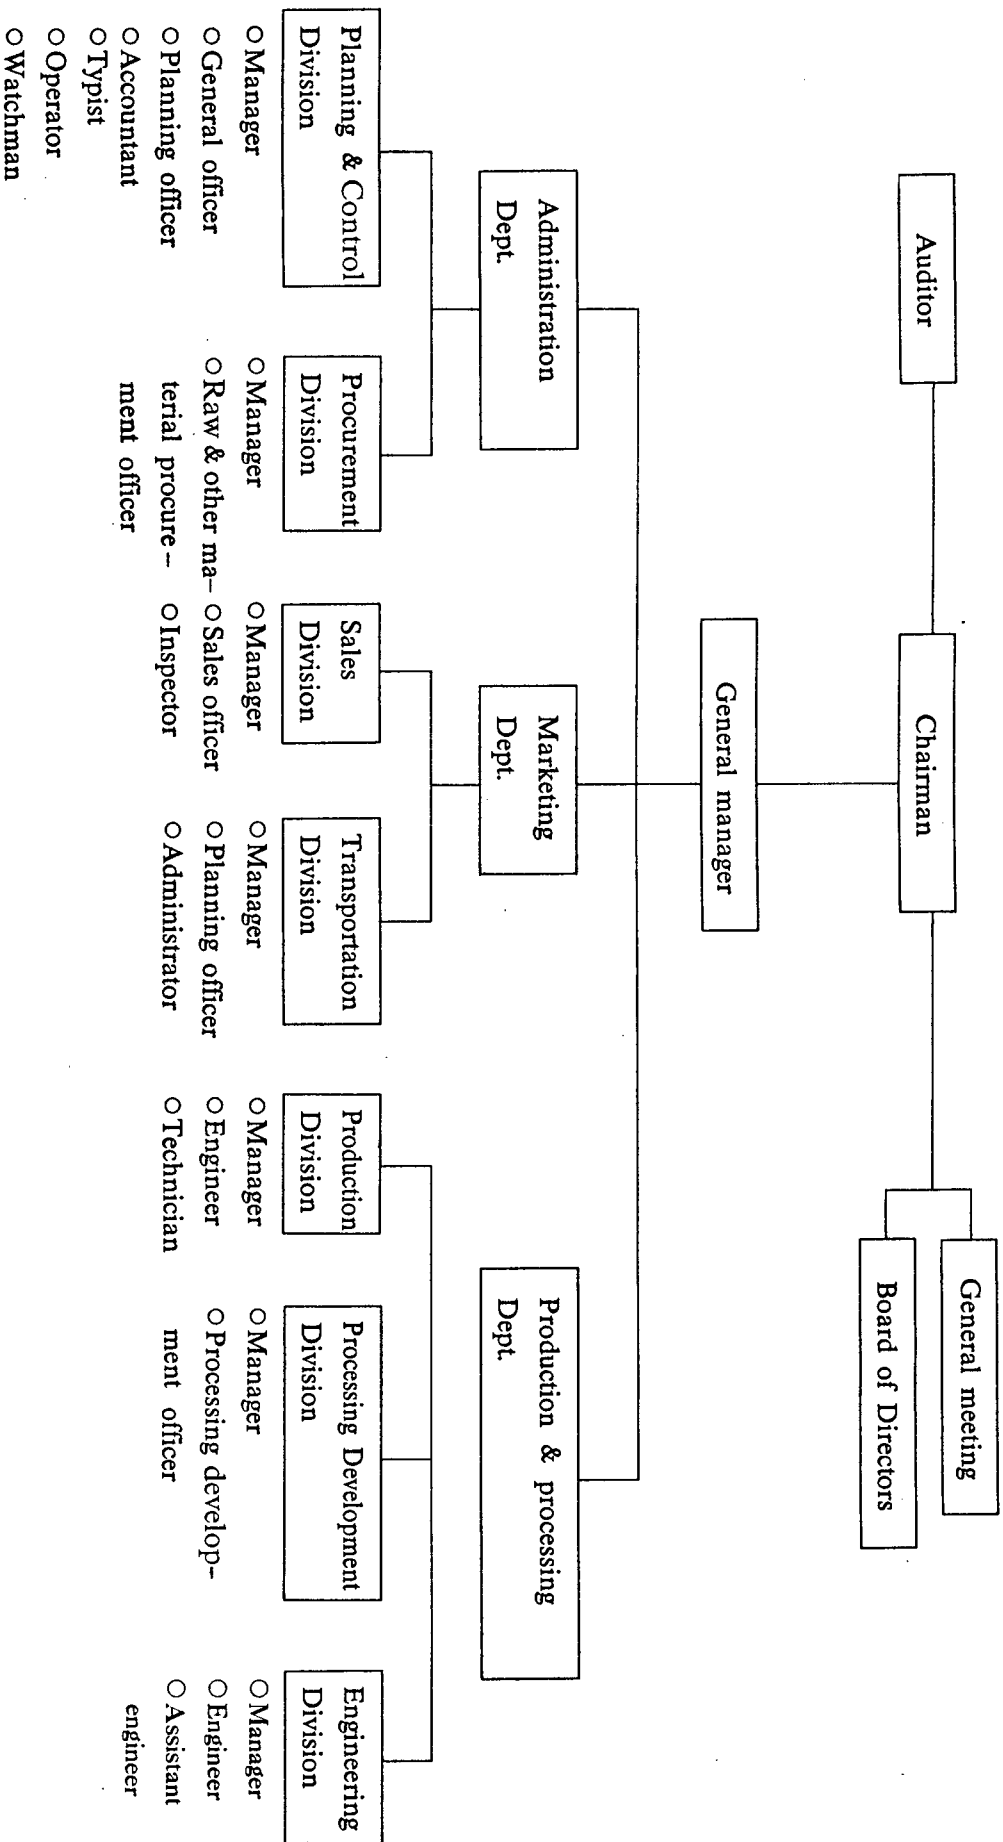 General meeting
Auditor
Chairman
Board of Directors
General manager
Administration
Dept.
Marketing
Dept.
Production & processing
Dept.
Planning & Control
Division
○Manager
○General officer
○Planning officer
○Accountant
○Typist
○Operator
○Watchman
Procurement
Division
○Manager
○Raw & other ma-
terial procure-
ment officer
Sales
Division
○Manager
○Sales officer
○Inspector
Transportation
Division
○Manager
○Planning officer
○Administrator
Production
Division
○Manager
○Engineer
○Technician
Processing Development
Division
○Manager
○Processing develop-
ment officer
Engineering
Division
○Manager
○Engineer
○Assistant
engineer